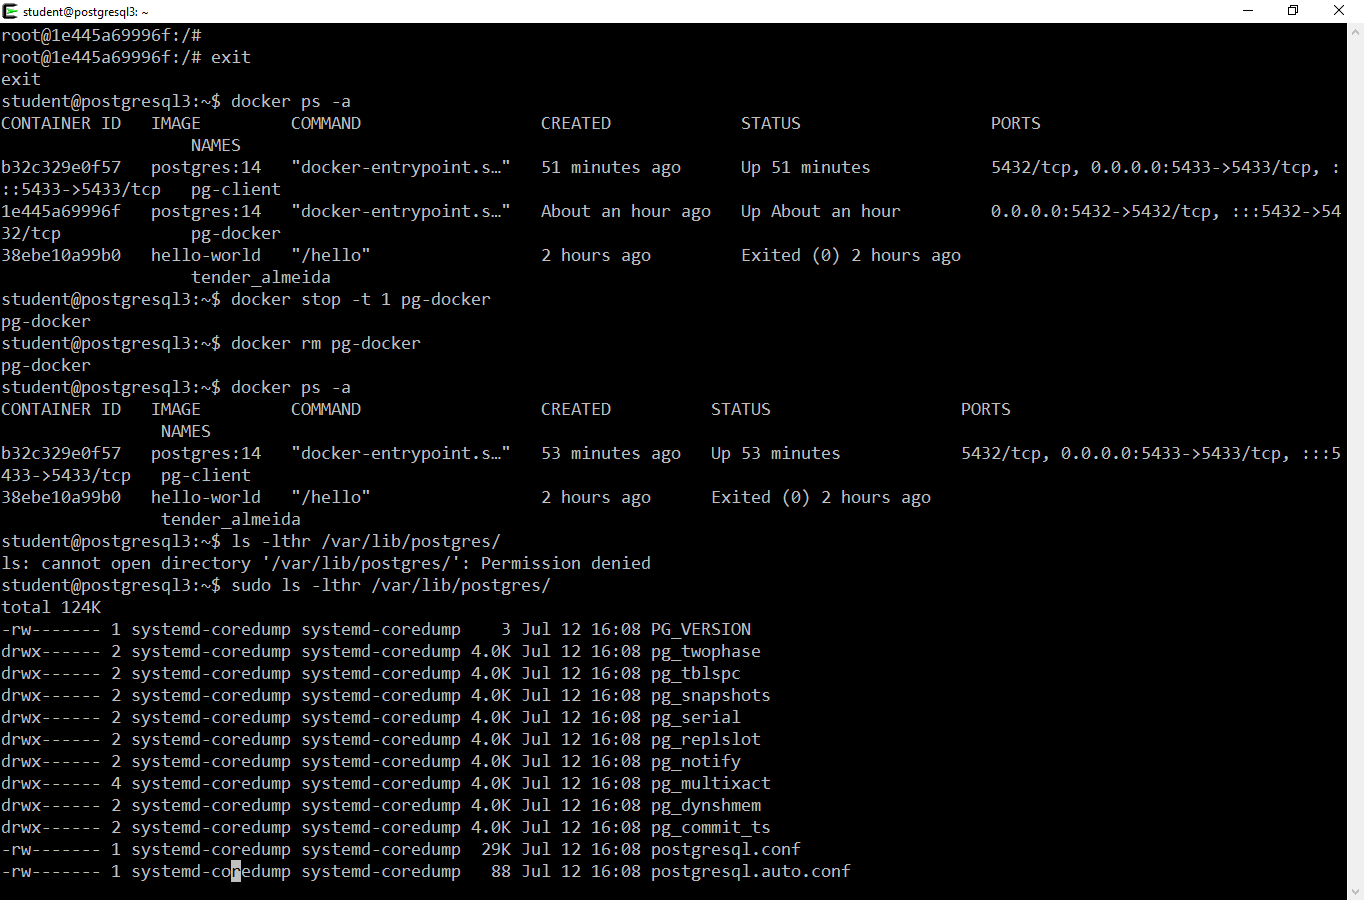 student@postgresql3: ~
root@1e445a69996f:/#
root@1e445a69996f:/# exit
exit
student@postgresql3:~$ docker ps -a
CONTAINER ID   IMAGE         COMMAND                  CREATED             STATUS                   PORTS
                   NAMES
b32c329e0f57   postgres:14   "docker-entrypoint.s…"   51 minutes ago      Up 51 minutes            5432/tcp, 0.0.0.0:5433->5433/tcp, :
::5433->5433/tcp   pg-client
1e445a69996f   postgres:14   "docker-entrypoint.s…"   About an hour ago   Up About an hour         0.0.0.0:5432->5432/tcp, :::5432->54
32/tcp             pg-docker
38ebe10a99b0   hello-world   "/hello"                 2 hours ago         Exited (0) 2 hours ago
                   tender_almeida
student@postgresql3:~$ docker stop -t 1 pg-docker
pg-docker
student@postgresql3:~$ docker rm pg-docker
pg-docker
student@postgresql3:~$ docker ps -a
CONTAINER ID   IMAGE         COMMAND                  CREATED          STATUS                   PORTS
                NAMES
b32c329e0f57   postgres:14   "docker-entrypoint.s…"   53 minutes ago   Up 53 minutes            5432/tcp, 0.0.0.0:5433->5433/tcp, :::5
433->5433/tcp   pg-client
38ebe10a99b0   hello-world   "/hello"                 2 hours ago      Exited (0) 2 hours ago
                tender_almeida
student@postgresql3:~$ ls -lthr /var/lib/postgres/
ls: cannot open directory '/var/lib/postgres/': Permission denied
student@postgresql3:~$ sudo ls -lthr /var/lib/postgres/
total 124K
-rw------- 1 systemd-coredump systemd-coredump    3 Jul 12 16:08 PG_VERSION
drwx------ 2 systemd-coredump systemd-coredump 4.0K Jul 12 16:08 pg_twophase
drwx------ 2 systemd-coredump systemd-coredump 4.0K Jul 12 16:08 pg_tblspc
drwx------ 2 systemd-coredump systemd-coredump 4.0K Jul 12 16:08 pg_snapshots
drwx------ 2 systemd-coredump systemd-coredump 4.0K Jul 12 16:08 pg_serial
drwx------ 2 systemd-coredump systemd-coredump 4.0K Jul 12 16:08 pg_replslot
drwx------ 2 systemd-coredump systemd-coredump 4.0K Jul 12 16:08 pg_notify
drwx------ 4 systemd-coredump systemd-coredump 4.0K Jul 12 16:08 pg_multixact
drwx------ 2 systemd-coredump systemd-coredump 4.0K Jul 12 16:08 pg_dynshmem
drwx------ 2 systemd-coredump systemd-coredump 4.0K Jul 12 16:08 pg_commit_ts
-rw------- 1 systemd-coredump systemd-coredump  29K Jul 12 16:08 postgresql.conf
-rw------- 1 systemd-coredump systemd-coredump   88 Jul 12 16:08 postgresql.auto.conf